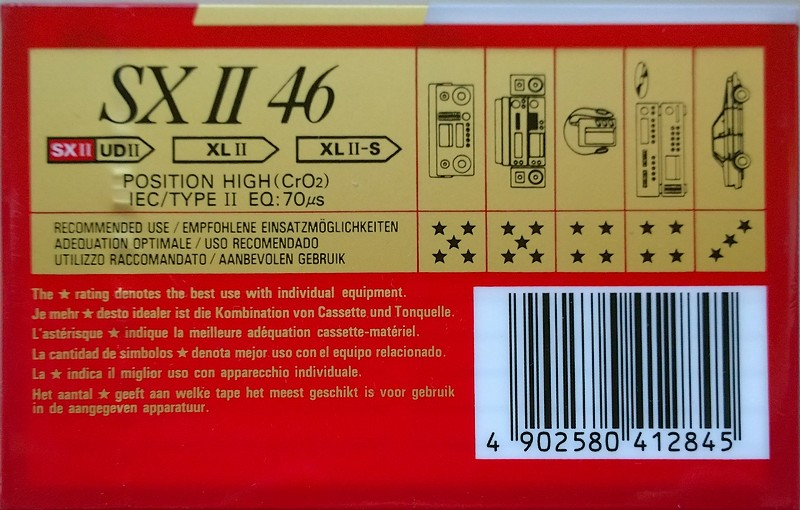 SX II 46
SX II UD II XL II XL II-S
POSITION HIGH (CrO2)
IEC/TYPE II EQ: 70μs
RECOMMENDED USE / EMPFOHLENE EINSATZMÖGLICHKEITEN
ADEQUATION OPTIMALE / USO RECOMENDADO
UTILIZZO RACCOMANDATO / AANBEVOLEN GEBRUIK
★★★★★ ★★★★★ ★★★★ ★★★★ ★★★
The ★ rating denotes the best use with individual equipment.
Je mehr ★ desto idealer ist die Kombination von Cassette und Tonquelle.
L'astérisque ★ indique la meilleure adéquation cassette-matériel.
La cantidad de simbolos ★ denota mejor uso con el equipo relacionado.
La ★ indica il miglior uso con apparecchio individuale.
Het aantal ★ geeft aan welke tape het meest geschikt is voor gebruik
in de aangegeven apparatuur.
4 902580 412845